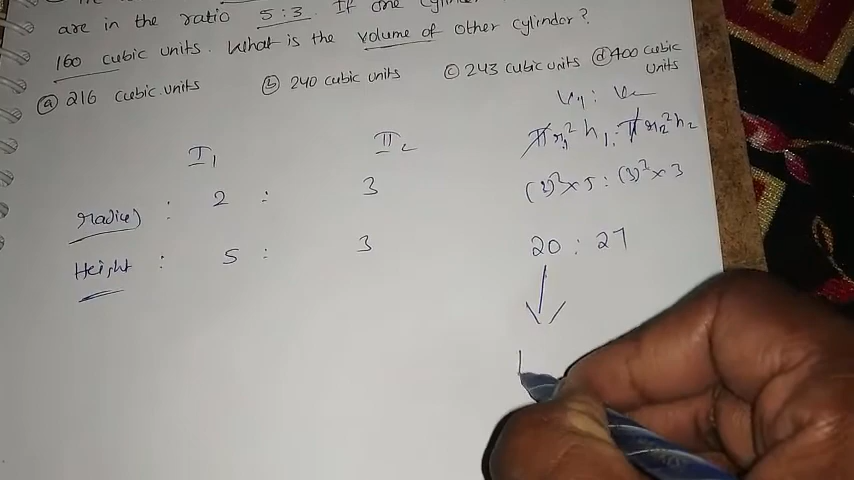 are in the ratio 5:3. If one cylinder
160 cubic units. What is the volume of other cylinder?
(a) 216 cubic units (b) 240 cubic units (c) 243 cubic units (d) 400 cubic units
V1 : V2
πr1²h1 : πr2²h2
I1 II2
radius : 2 : 3
(2)²×5 : (3)²×3
Height : 5 : 3
20 : 27